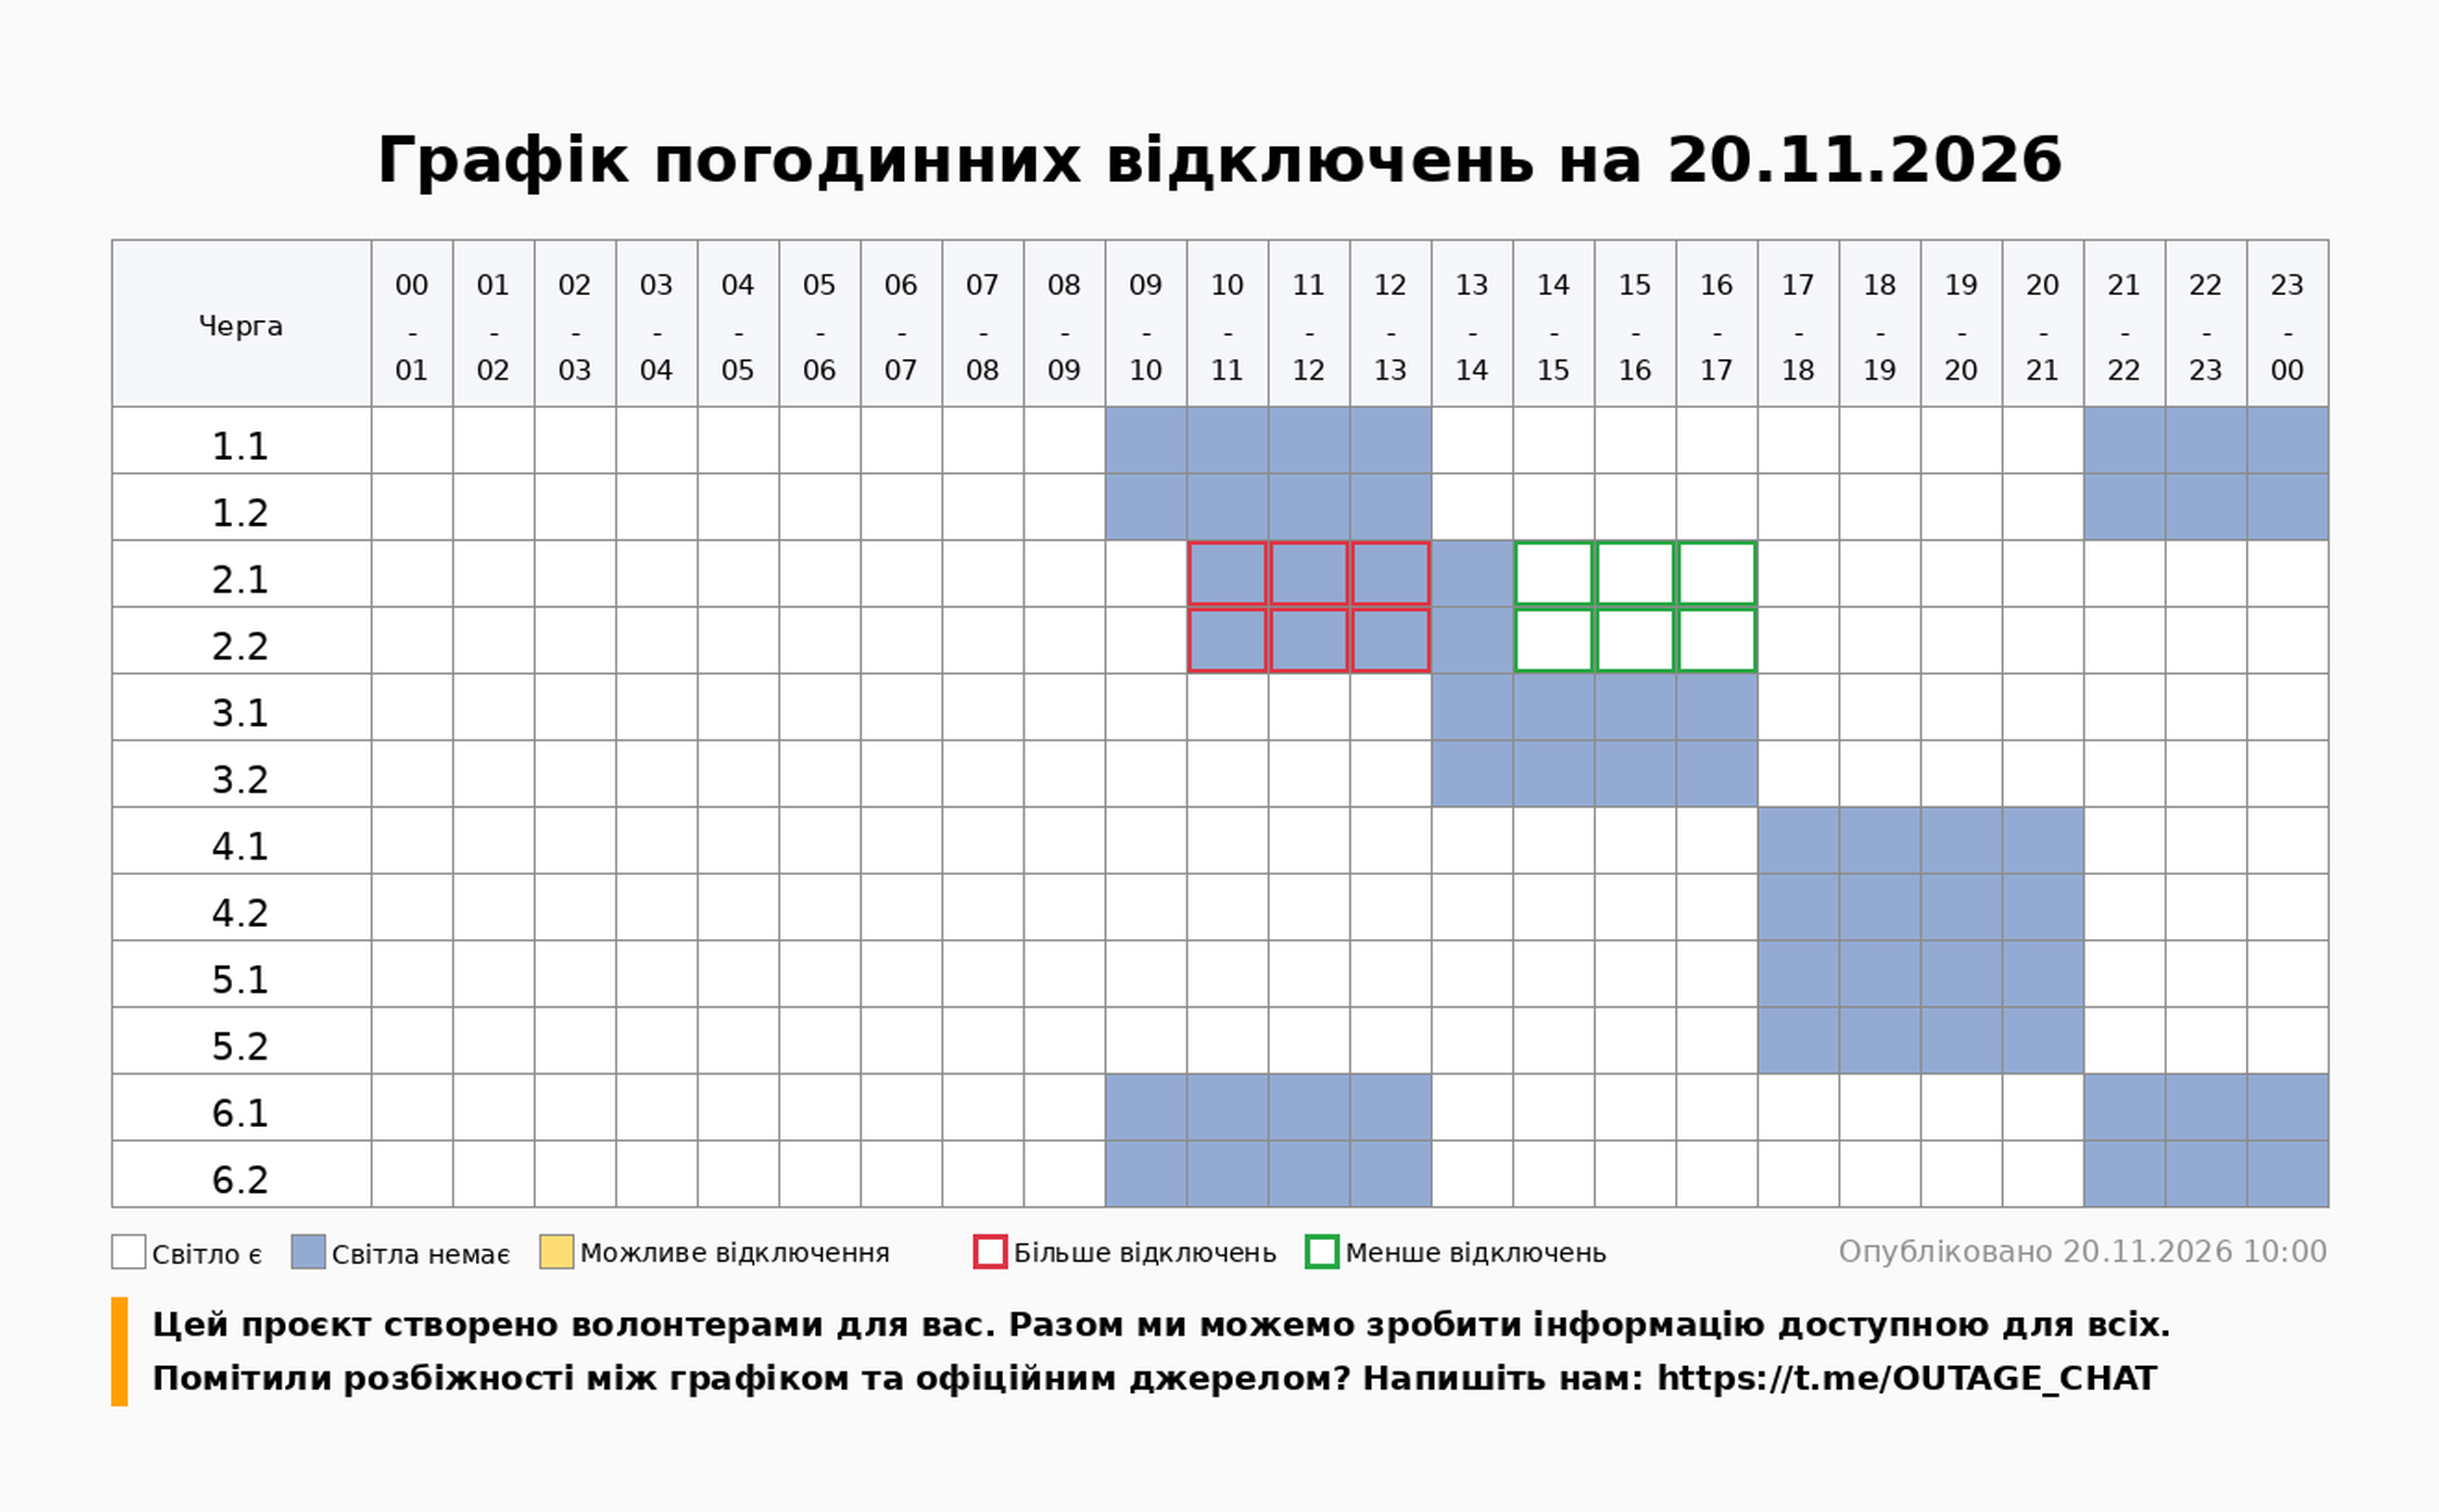 Графік погодинних відключень на 20.11.2026
Черга 00 - 01 01 - 02 02 - 03 03 - 04 04 - 05 05 - 06 06 - 07 07 - 08 08 - 09 09 - 10 10 - 11 11 - 12 12 - 13 13 - 14 14 - 15 15 - 16 16 - 17 17 - 18 18 - 19 19 - 20 20 - 21 21 - 22 22 - 23 23 - 00
1.1
1.2
2.1
2.2
3.1
3.2
4.1
4.2
5.1
5.2
6.1
6.2
Світло є Світла немає Можливе відключення Більше відключень Менше відключень Опубліковано 20.11.2026 10:00
Цей проєкт створено волонтерами для вас. Разом ми можемо зробити інформацію доступною для всіх.
Помітили розбіжності між графіком та офіційним джерелом? Напишіть нам: https://t.me/OUTAGE_CHAT